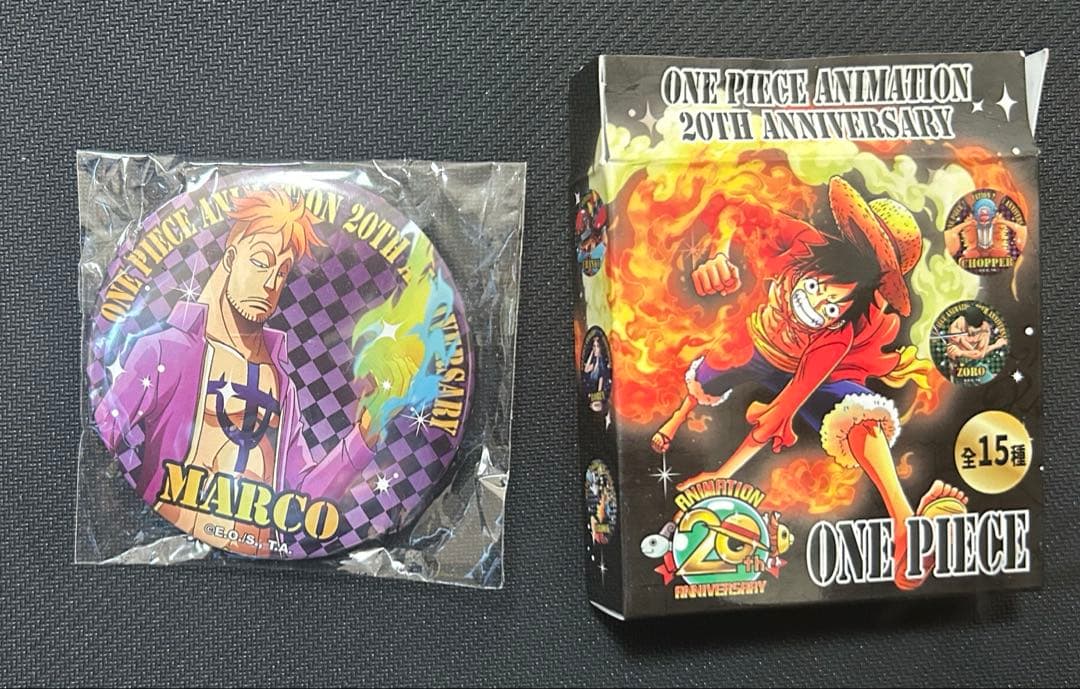 ONE PIECE ANIMATION 20TH ANNIVERSARY
MARCO
©E.O./S., T.A.
ONE PIECE ANIMATION
20TH ANNIVERSARY
CHOPPER
ZORO
全15種
ANIMATION
20th
ANNIVERSARY
ONE PIECE